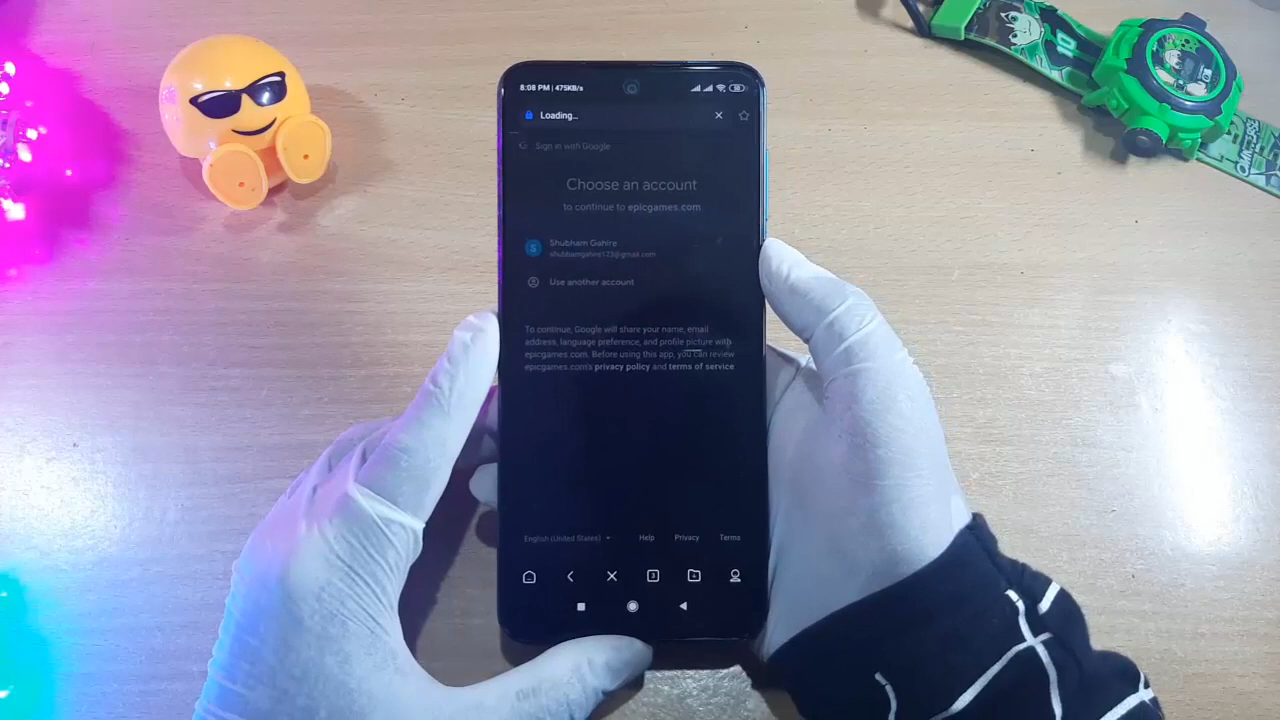 8:08 PM | 475KB/s
Loading...
Sign in with Google
Choose an account
to continue to epicgames.com
S
Shubham Gahire
Use another account
To continue, Google will share your name, email
address, language preference, and profile picture with
epicgames.com. Before using this app, you can review
epicgames.com's privacy policy and terms of service
English (United States)
Help
Privacy
Terms
3
10